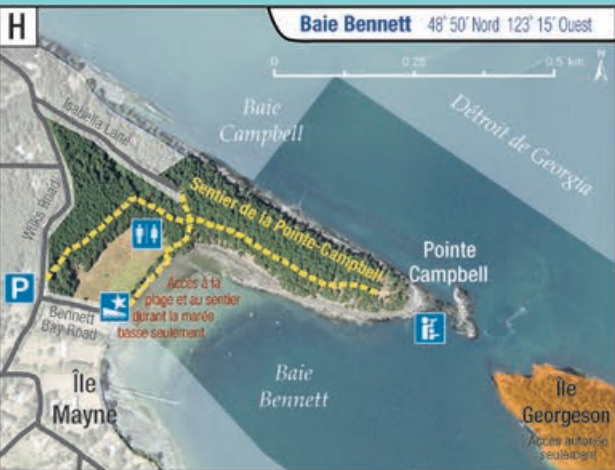 H
Baie Bennett 48° 50′ Nord 123° 15′ Ouest
0 0.25 0.5 km
N
Baie
Campbell
Détroit de Georgia
Isabella Lane
Wilks Road
Sentier de la Pointe-Campbell
Pointe
Campbell
P
Accès à la
plage et au sentier
durant la marée
basse seulement
Bennett
Bay Road
Île
Mayne
Baie
Bennett
Île
Georgeson
Accès autorisé
seulement